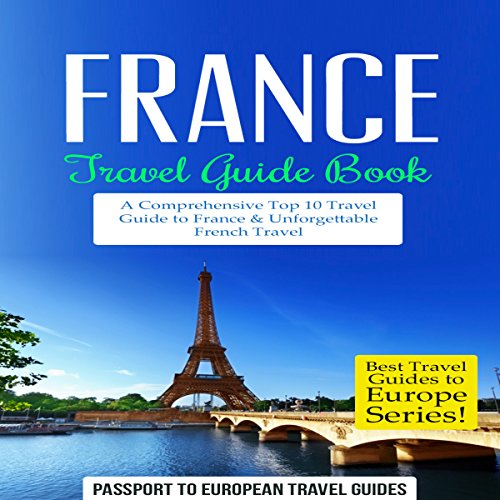 FRANCE
Travel Guide Book
A Comprehensive Top 10 Travel
Guide to France & Unforgettable
French Travel
Best Travel
Guides to
Europe
Series!
PASSPORT TO EUROPEAN TRAVEL GUIDES